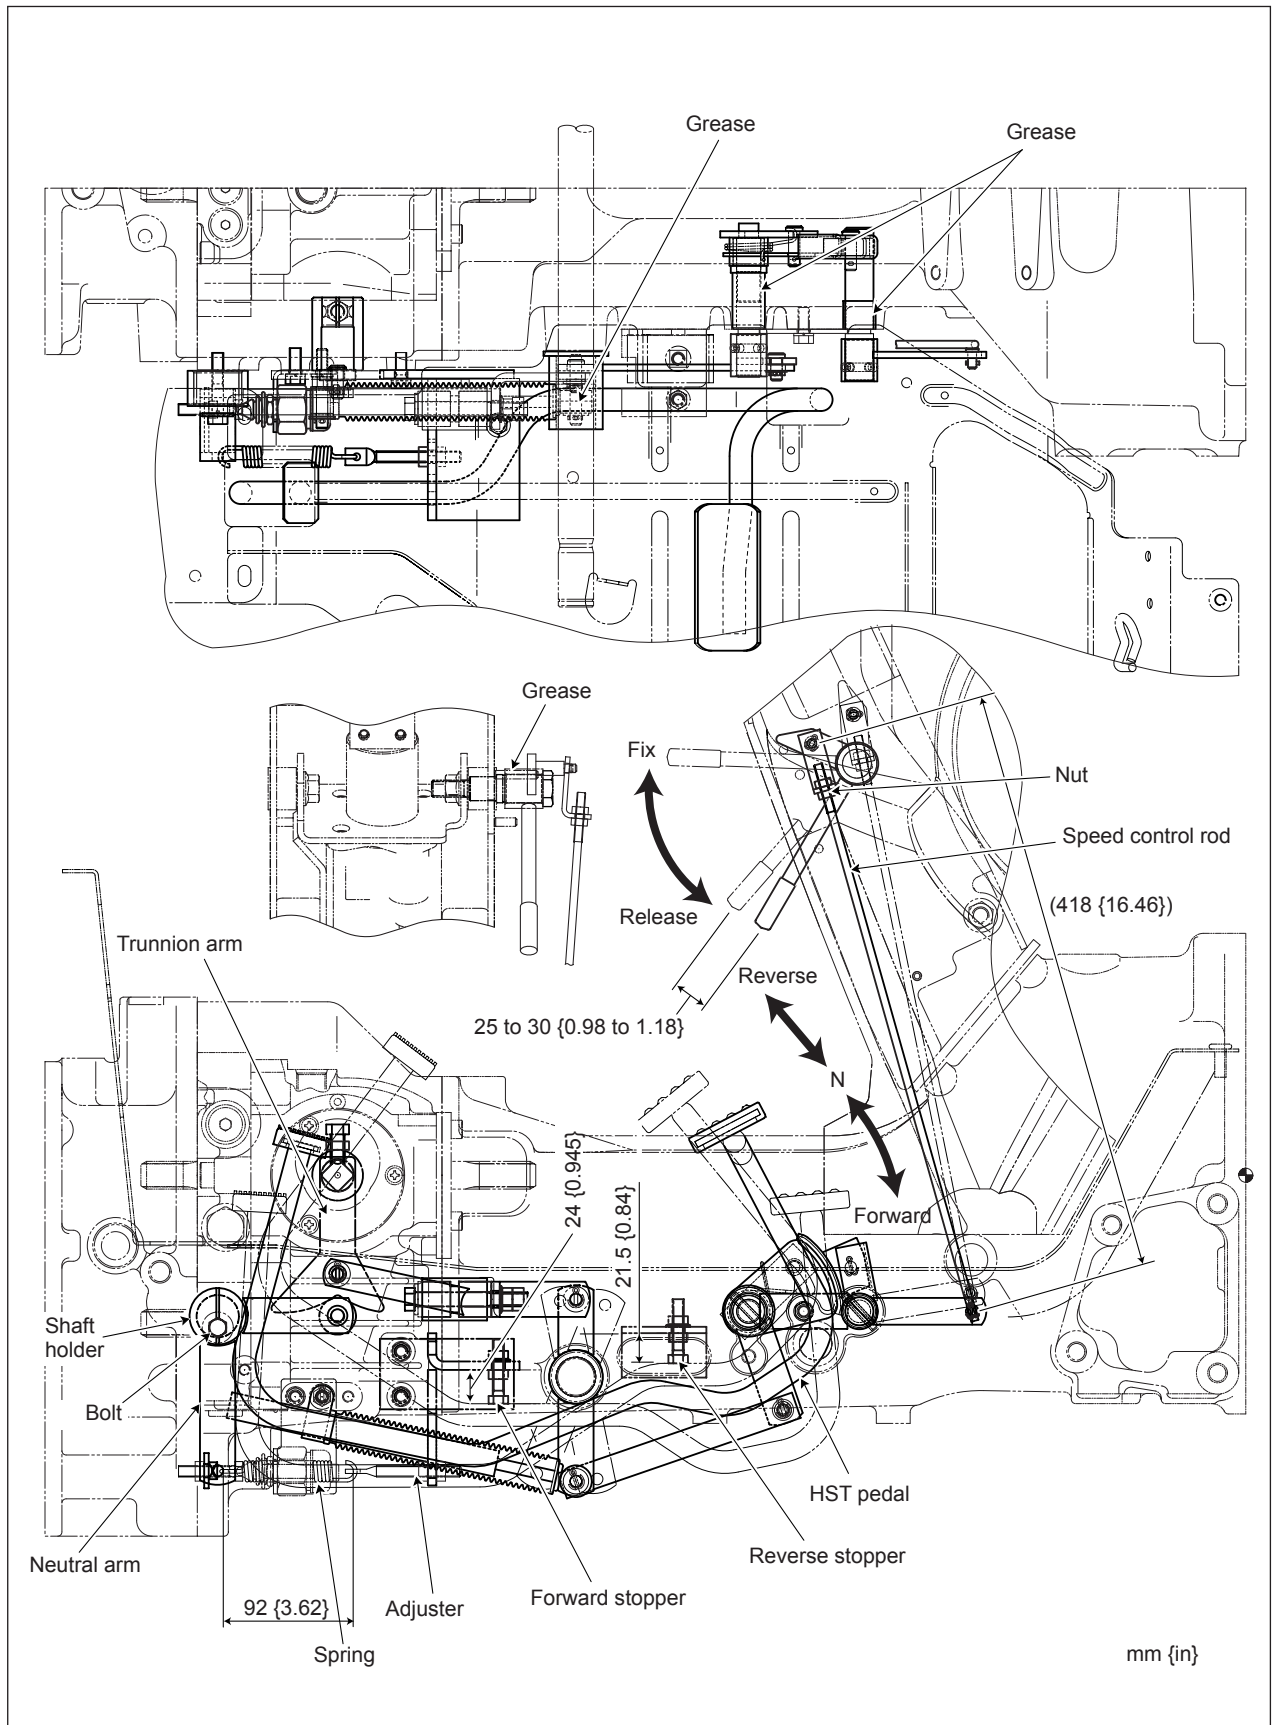 Grease
Grease
Grease
Fix
Nut
Speed control rod
(418 {16.46})
Release
Trunnion arm
Reverse
25 to 30 {0.98 to 1.18}
N
24 {0.945}
21.5 {0.84}
Forward
Shaft
holder
Bolt
HST pedal
Reverse stopper
Neutral arm
Forward stopper
92 {3.62}
Adjuster
Spring
mm {in}